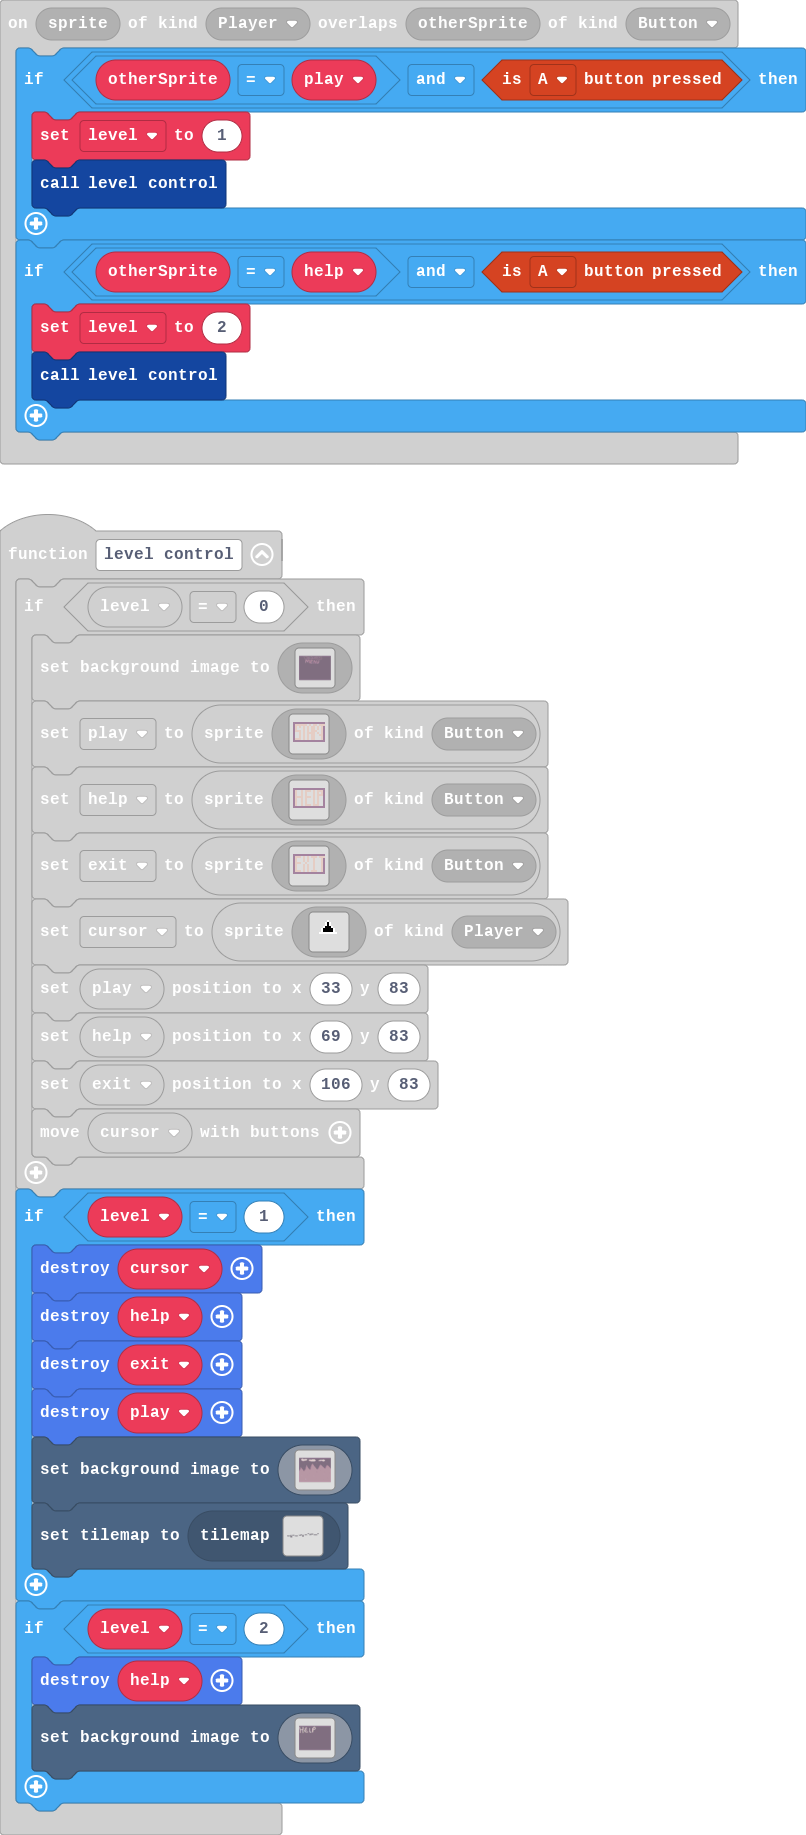 on sprite of kind Player overlaps otherSprite of kind Button
if otherSprite = play and is A button pressed then
set level to 1
call level control
if otherSprite = help and is A button pressed then
set level to 2
call level control
function level control
if level = 0 then
set background image to
set play to sprite of kind Button
set help to sprite of kind Button
set exit to sprite of kind Button
set cursor to sprite of kind Player
set play position to x 33 y 83
set help position to x 69 y 83
set exit position to x 106 y 83
move cursor with buttons
if level = 1 then
destroy cursor
destroy help
destroy exit
destroy play
set background image to
set tilemap to tilemap
if level = 2 then
destroy help
set background image to HELP